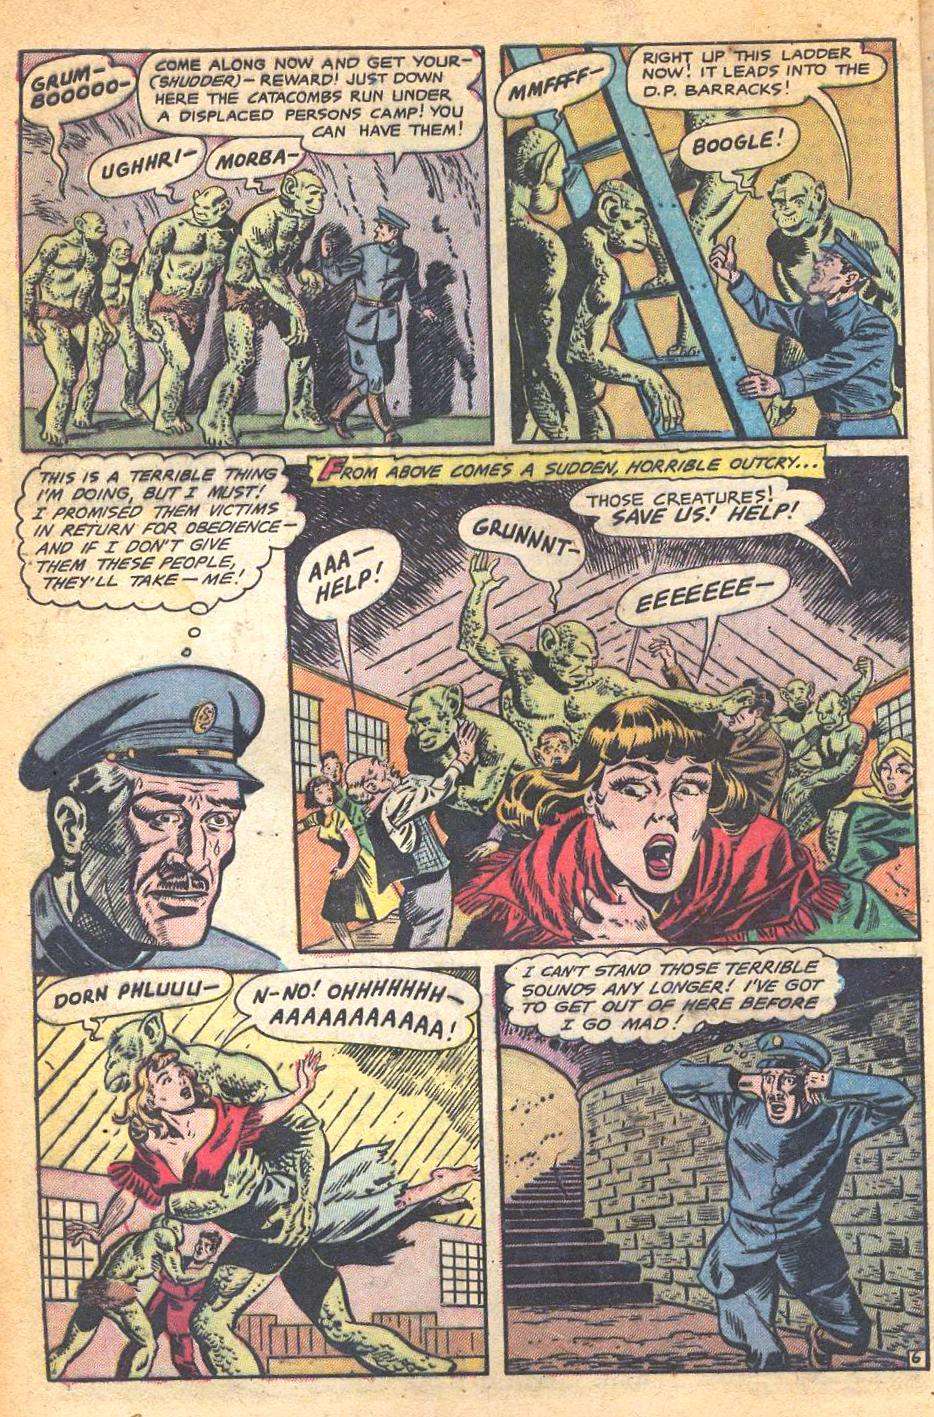 GRUM-
BOOOOO-
COME ALONG NOW AND GET YOUR-
(SHUDDER)- REWARD! JUST DOWN
HERE THE CATACOMBS RUN UNDER
A DISPLACED PERSONS CAMP! YOU
CAN HAVE THEM!
UGHHRI-
MORBA-
MMFFFF-
RIGHT UP THIS LADDER
NOW! IT LEADS INTO THE
D.P. BARRACKS!
BOOGLE!
THIS IS A TERRIBLE THING
I'M DOING, BUT I MUST!
I PROMISED THEM VICTIMS
IN RETURN FOR OBEDIENCE-
AND IF I DON'T GIVE
THEM THESE PEOPLE,
THEY'LL TAKE - ME!
FROM ABOVE COMES A SUDDEN, HORRIBLE OUTCRY...
AAA-
HELP!
GRUNNNT-
THOSE CREATURES!
SAVE US! HELP!
EEEEEEE-
DORN PHLUUU-
N-NO! OHHHHHHH-
AAAAAAAAAAA!
I CAN'T STAND THOSE TERRIBLE
SOUNDS ANY LONGER! I'VE GOT
TO GET OUT OF HERE BEFORE
I GO MAD!
6